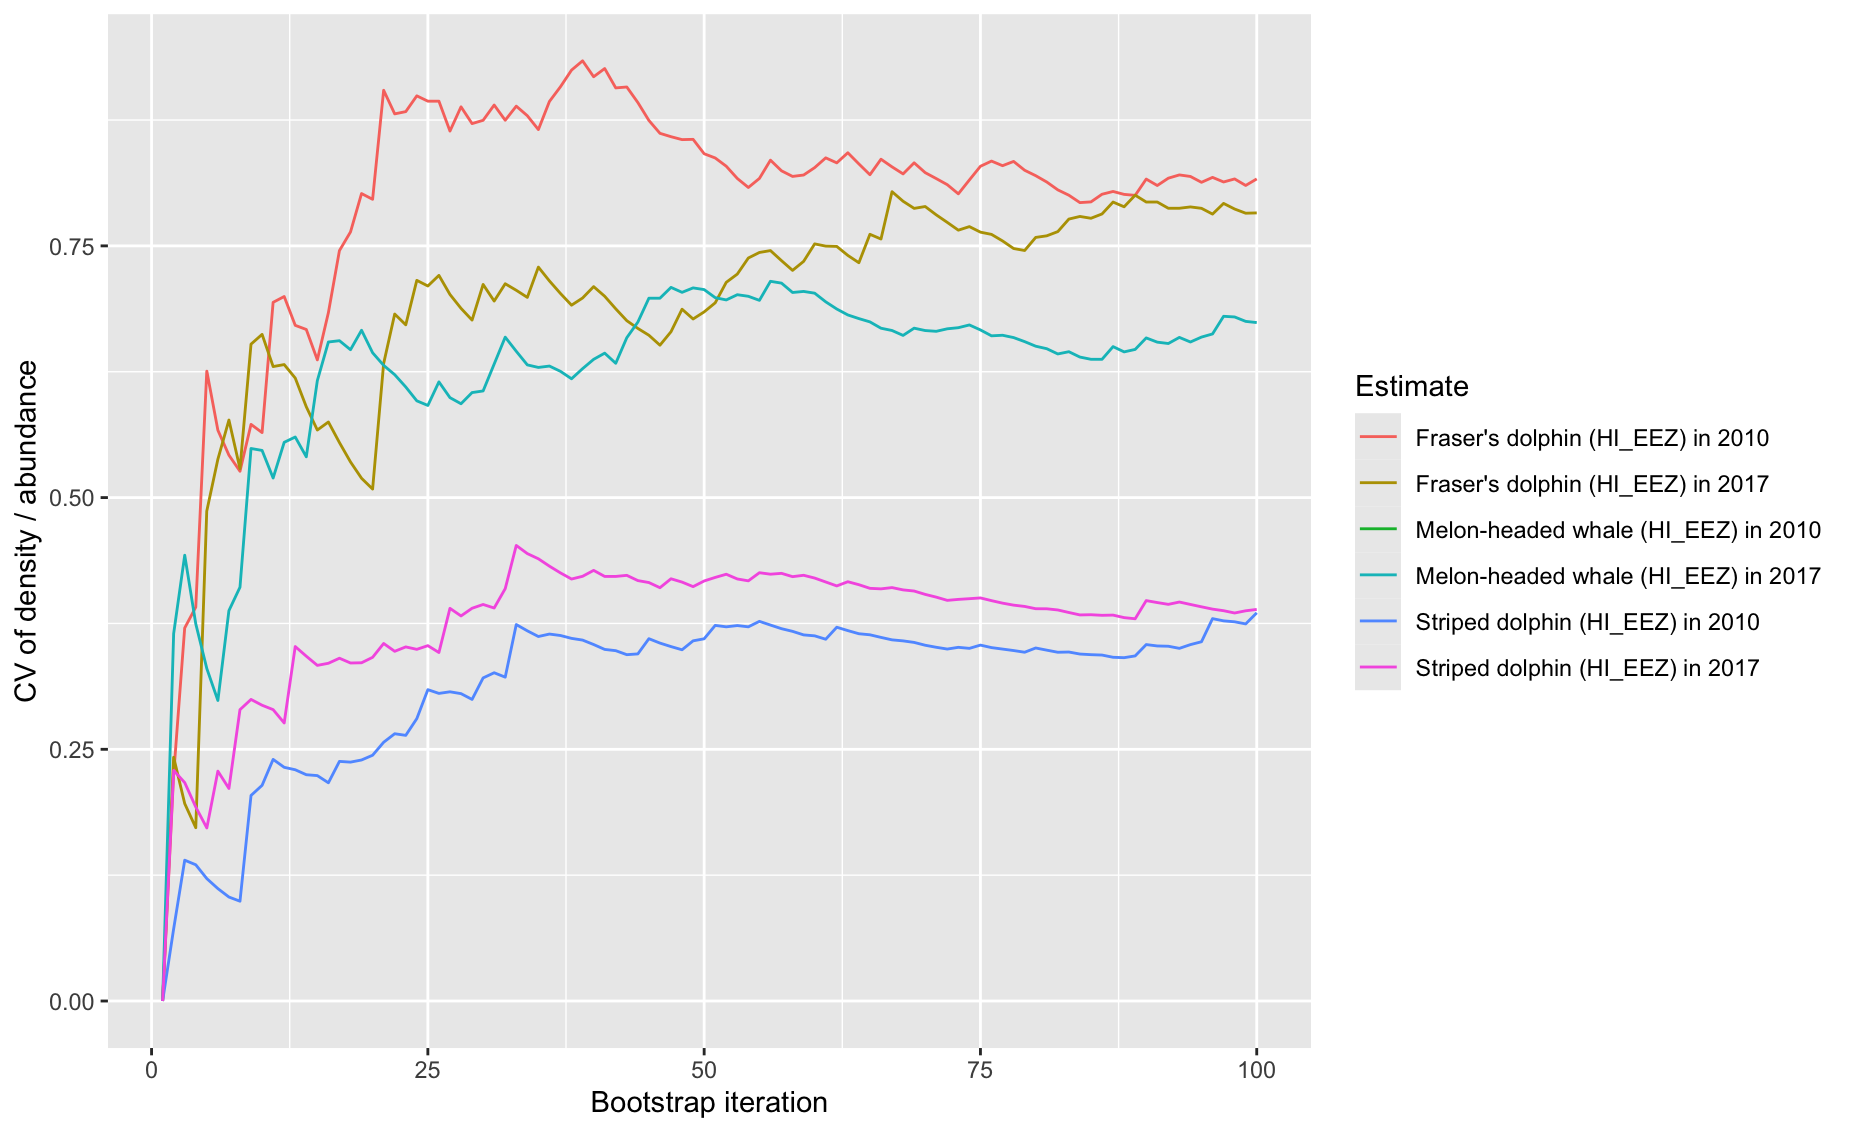 CV of density / abundance
0.75
0.50
0.25
0.00
0 25 50 75 100
Bootstrap iteration
Estimate
Fraser's dolphin (HI_EEZ) in 2010
Fraser's dolphin (HI_EEZ) in 2017
Melon-headed whale (HI_EEZ) in 2010
Melon-headed whale (HI_EEZ) in 2017
Striped dolphin (HI_EEZ) in 2010
Striped dolphin (HI_EEZ) in 2017